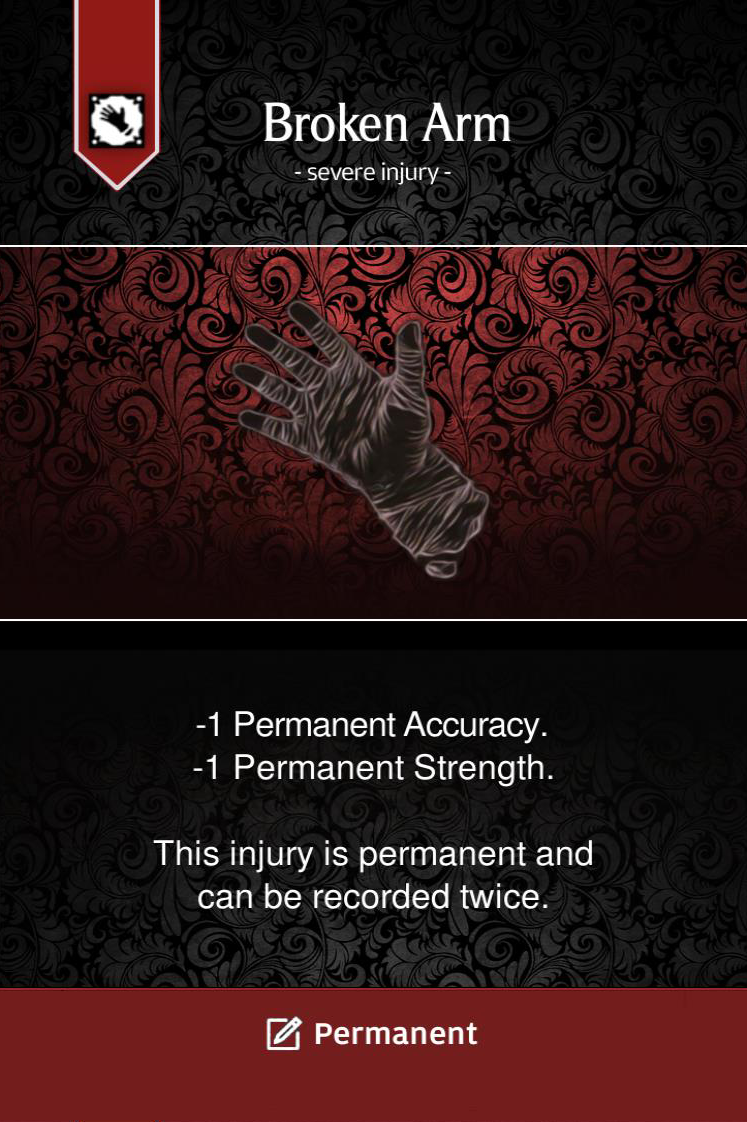 Broken Arm
- severe injury -
-1 Permanent Accuracy.
-1 Permanent Strength.
This injury is permanent and
can be recorded twice.
Permanent